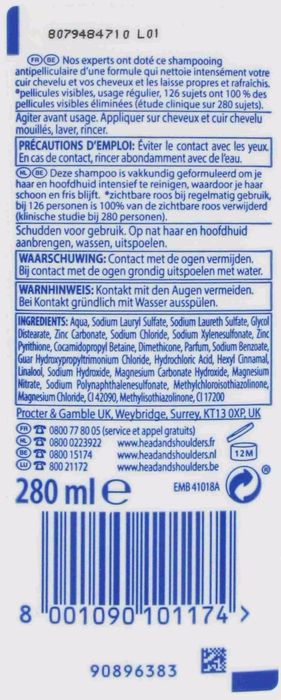 8079484710 L01
FR BE Nos experts ont doté ce shampooing
antipelliculaire d'une formule qui nettoie intensément votre
cuir chevelu et vos cheveux et les laisse propres et rafraîchis.
*pellicules visibles, usage régulier, 126 sujets ont 100 % des
pellicules visibles éliminées (étude clinique sur 280 sujets).
Agiter avant usage. Appliquer sur cheveux et cuir chevelu
mouillés, laver, rincer.
PRÉCAUTIONS D'EMPLOI: Éviter le contact avec les yeux.
En cas de contact, rincer abondamment avec de l'eau.
NL BE Deze shampoo is vakkundig geformuleerd om je
haar en hoofdhuid intensief te reinigen, waardoor je haar
schoon en fris blijft. *zichtbare roos bij regelmatig gebruik,
bij 126 personen is 100% van de zichtbare roos verwijderd
(klinische studie bij 280 personen).
Schudden voor gebruik. Op nat haar en hoofdhuid
aanbrengen, wassen, uitspoelen.
WAARSCHUWING: Contact met de ogen vermijden.
Bij contact met de ogen grondig uitspoelen met water.
WARNHINWEIS: Kontakt mit den Augen vermeiden.
Bei Kontakt gründlich mit Wasser ausspülen.
INGREDIENTS: Aqua, Sodium Lauryl Sulfate, Sodium Laureth Sulfate, Glycol
Distearate, Zinc Carbonate, Sodium Chloride, Sodium Xylenesulfonate, Zinc
Pyrithione, Cocamidopropyl Betaine, Dimethicone, Parfum, Sodium Benzoate,
Guar Hydroxypropyltrimonium Chloride, Hydrochloric Acid, Hexyl Cinnamal,
Linalool, Sodium Hydroxide, Magnesium Carbonate Hydroxide, Magnesium
Nitrate, Sodium Polynaphthalenesulfonate, Methylchloroisothiazolinone,
Magnesium Chloride, CI 42090, Methylisothiazolinone, CI 17200
Procter & Gamble UK, Weybridge, Surrey, KT13 0XP, UK
FR 0800 77 80 05 (service et appel gratuits)
NL 0800 0223922 www.headandshoulders.fr
BE 0800 15174 www.headandshoulders.nl
LU 800 21172 www.headandshoulders.be
12M
280 ml e
EMB 41018A
8 001090 101174 >
90896383